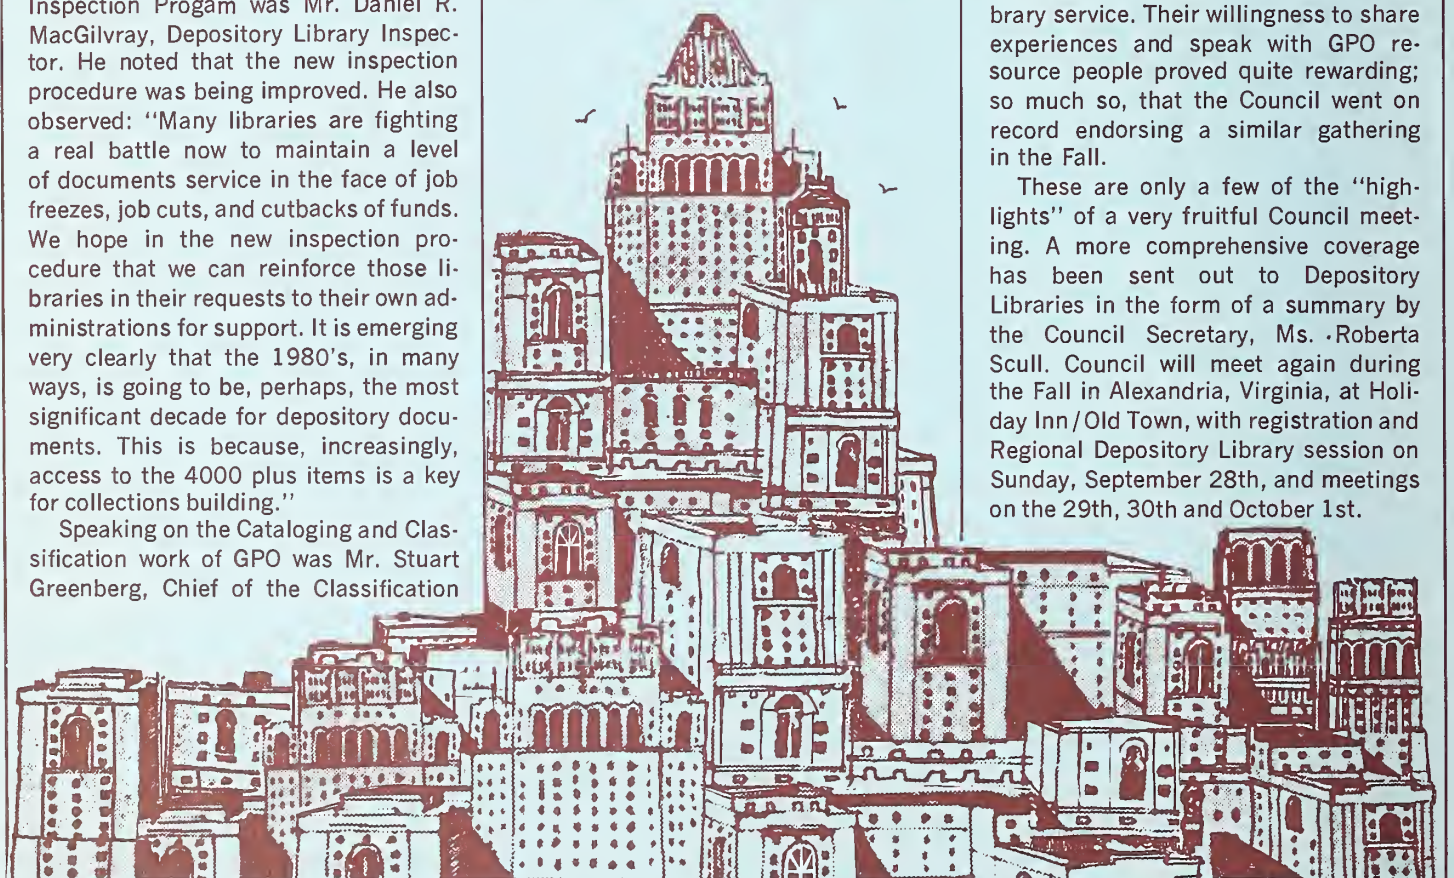 Inspection Progam was Mr. Daniel R.
MacGilvray, Depository Library Inspec-
tor. He noted that the new inspection
procedure was being improved. He also
observed: "Many libraries are fighting
a real battle now to maintain a level
of documents service in the face of job
freezes, job cuts, and cutbacks of funds.
We hope in the new inspection pro-
cedure that we can reinforce those li-
braries in their requests to their own ad-
ministrations for support. It is emerging
very clearly that the 1980's, in many
ways, is going to be, perhaps, the most
significant decade for depository docu-
ments. This is because, increasingly,
access to the 4000 plus items is a key
for collections building."
Speaking on the Cataloging and Clas-
sification work of GPO was Mr. Stuart
Greenberg, Chief of the Classification
brary service. Their willingness to share
experiences and speak with GPO re-
source people proved quite rewarding;
so much so, that the Council went on
record endorsing a similar gathering
in the Fall.
These are only a few of the "high-
lights" of a very fruitful Council meet-
ing. A more comprehensive coverage
has been sent out to Depository
Libraries in the form of a summary by
the Council Secretary, Ms. Roberta
Scull. Council will meet again during
the Fall in Alexandria, Virginia, at Holi-
day Inn/Old Town, with registration and
Regional Depository Library session on
Sunday, September 28th, and meetings
on the 29th, 30th and October 1st.